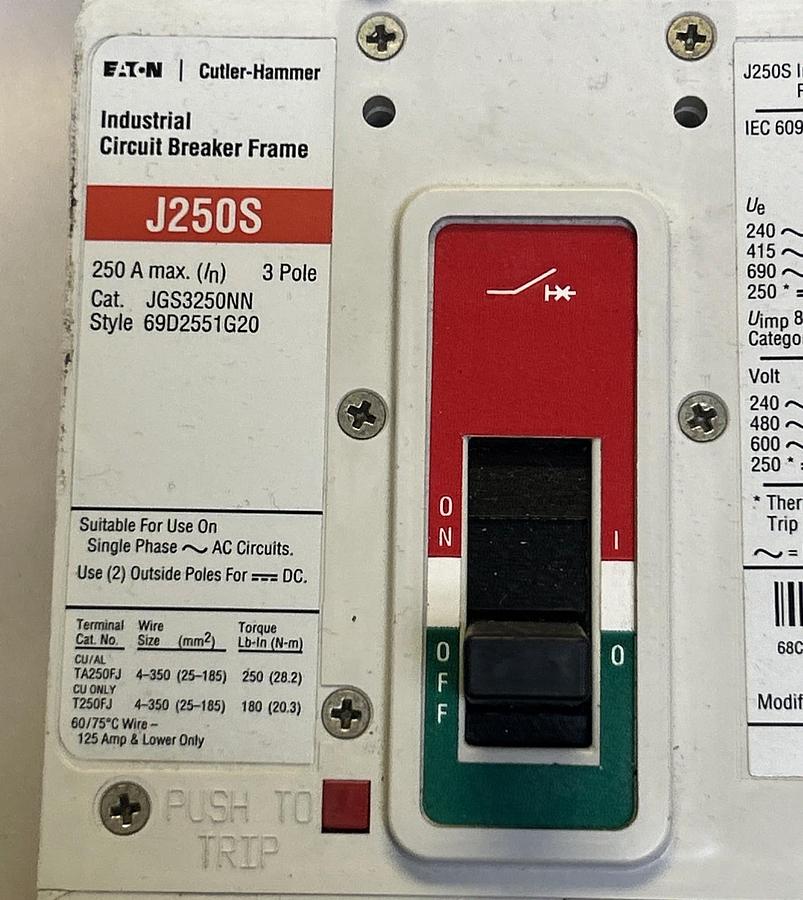 EATON | Cutler-Hammer
Industrial
Circuit Breaker Frame
J250S
250 A max. (In) 3 Pole
Cat. JGS3250NN
Style 69D2551G20
Suitable For Use On
Single Phase ∼ AC Circuits.
Use (2) Outside Poles For ⎓ DC.
Terminal Wire Torque
Cat. No. Size (mm²) Lb-In (N-m)
CU/AL
TA250FJ 4–350 (25–185) 250 (28.2)
CU ONLY
T250FJ 4–350 (25–185) 180 (20.3)
60/75°C Wire –
125 Amp & Lower Only
PUSH TO
TRIP
ON I
OFF O
J250S
IEC 609
Ue
240 ∼
415 ∼
690 ∼
250 * =
Uimp 8
Catego
Volt
240 ∼
480 ∼
600 ∼
250 * =
* Ther
Trip
∼ =
68C
Modif